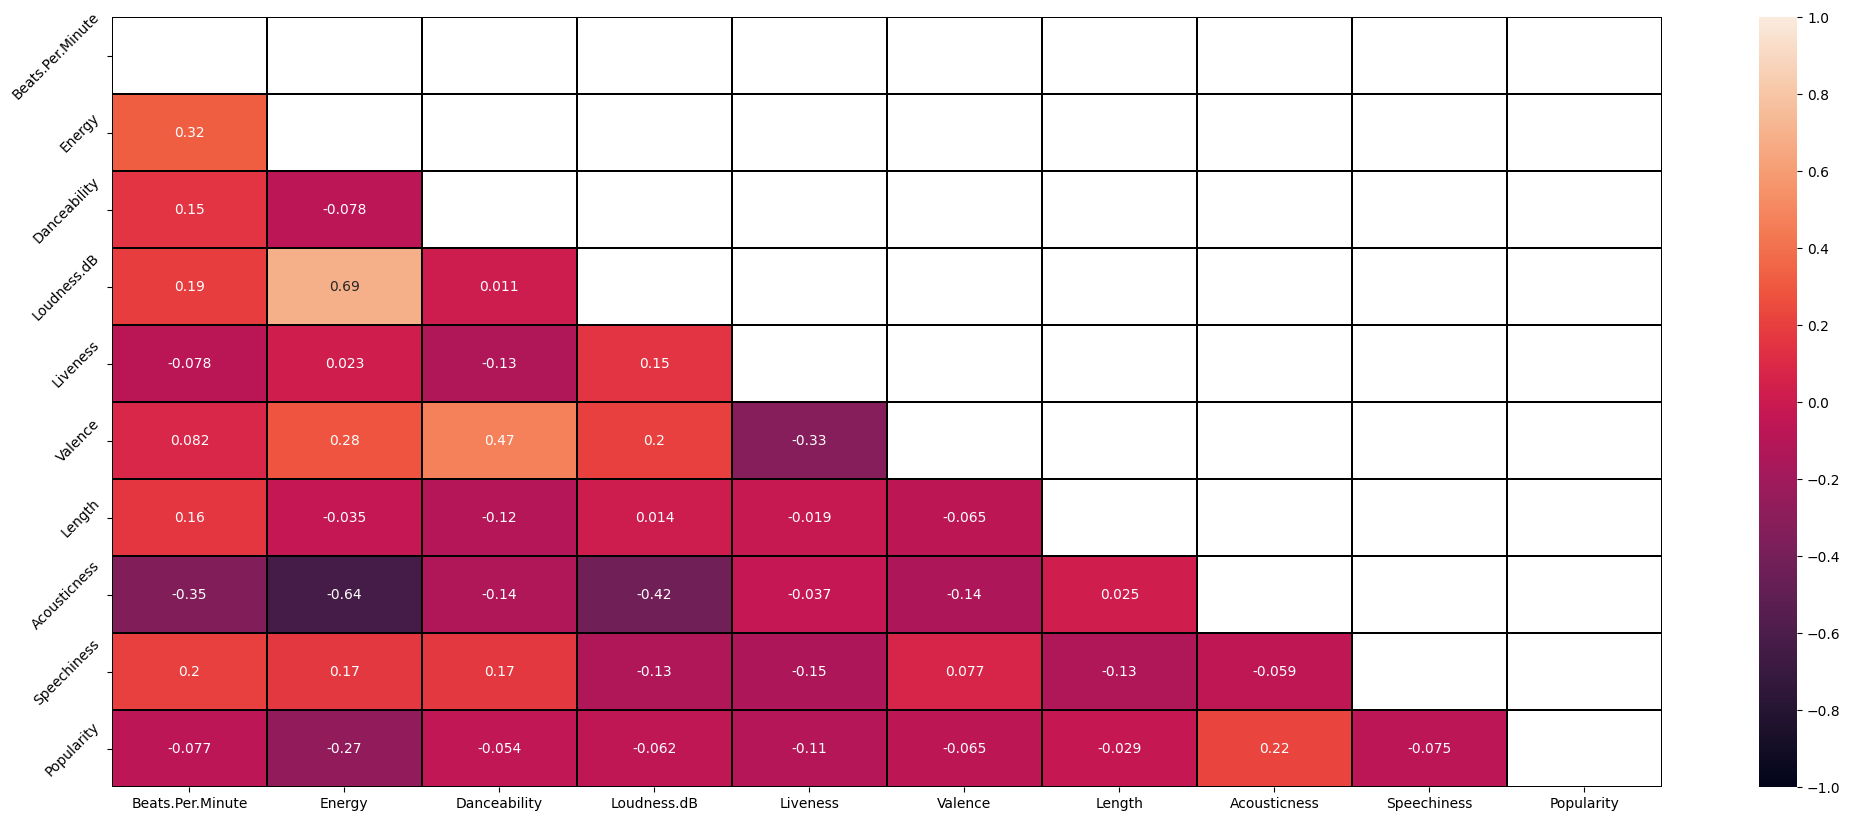 Beats.Per.Minute
Energy 0.32
Danceability 0.15 -0.078
Loudness.dB 0.19 0.69 0.011
Liveness -0.078 0.023 -0.13 0.15
Valence 0.082 0.28 0.47 0.2 -0.33
Length 0.16 -0.035 -0.12 0.014 -0.019 -0.065
Acousticness -0.35 -0.64 -0.14 -0.42 -0.037 -0.14 0.025
Speechiness 0.2 0.17 0.17 -0.13 -0.15 0.077 -0.13 -0.059
Popularity -0.077 -0.27 -0.054 -0.062 -0.11 -0.065 -0.029 0.22 -0.075
Beats.Per.Minute Energy Danceability Loudness.dB Liveness Valence Length Acousticness Speechiness Popularity
1.0
0.8
0.6
0.4
0.2
0.0
−0.2
−0.4
−0.6
−0.8
−1.0